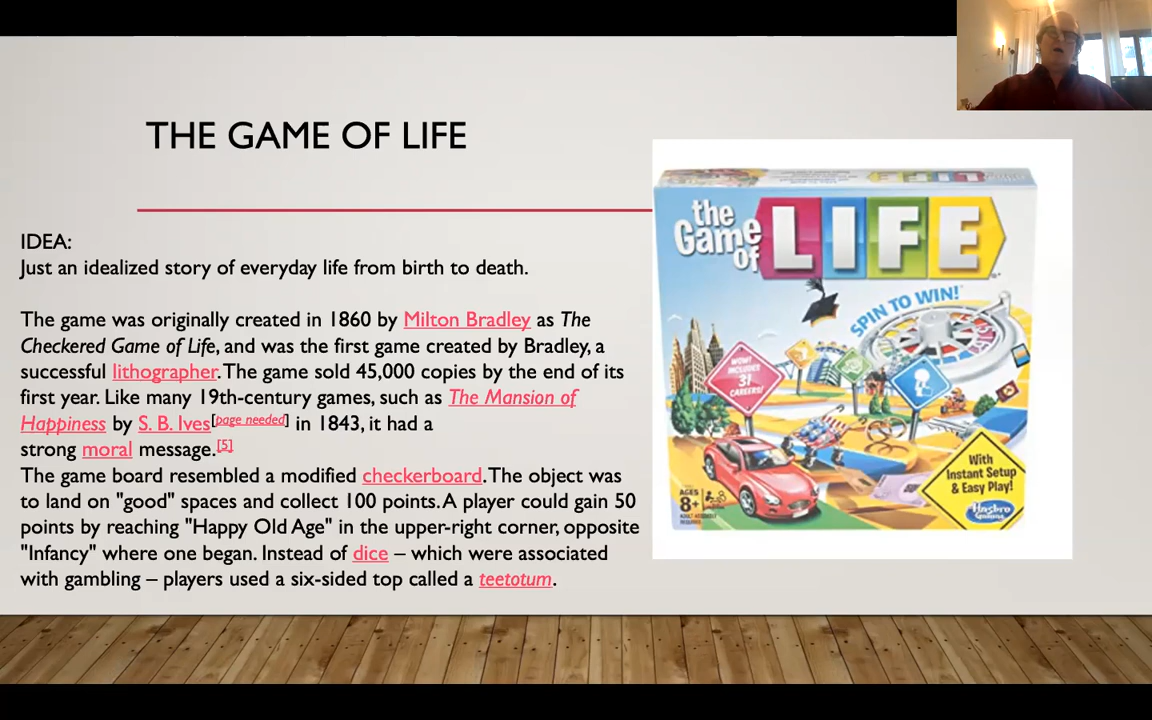 THE GAME OF LIFE
IDEA:
Just an idealized story of everyday life from birth to death.
The game was originally created in 1860 by Milton Bradley as The
Checkered Game of Life, and was the first game created by Bradley, a
successful lithographer. The game sold 45,000 copies by the end of its
first year. Like many 19th-century games, such as The Mansion of
Happiness by S. B. Ives[page needed] in 1843, it had a
strong moral message.[5]
The game board resembled a modified checkerboard. The object was
to land on "good" spaces and collect 100 points. A player could gain 50
points by reaching "Happy Old Age" in the upper-right corner, opposite
"Infancy" where one began. Instead of dice – which were associated
with gambling – players used a six-sided top called a teetotum.
the
Game
of
LIFE
SPIN TO WIN!
WOW!
INCLUDES
31
CAREERS!
With
Instant Setup
& Easy Play!
Hasbro
Gaming
AGES
8+